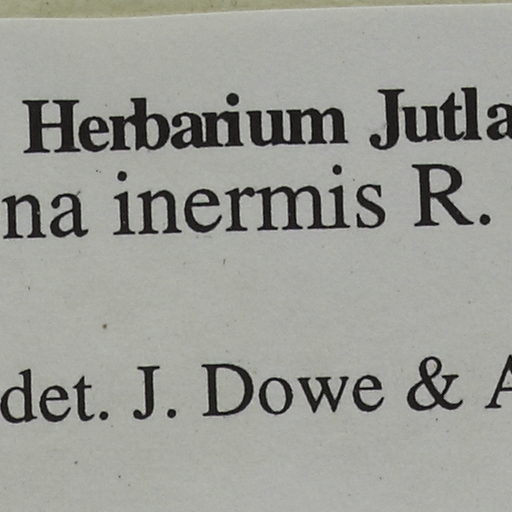 Herbarium Jutla
na inermis R.
det. J. Dowe & A